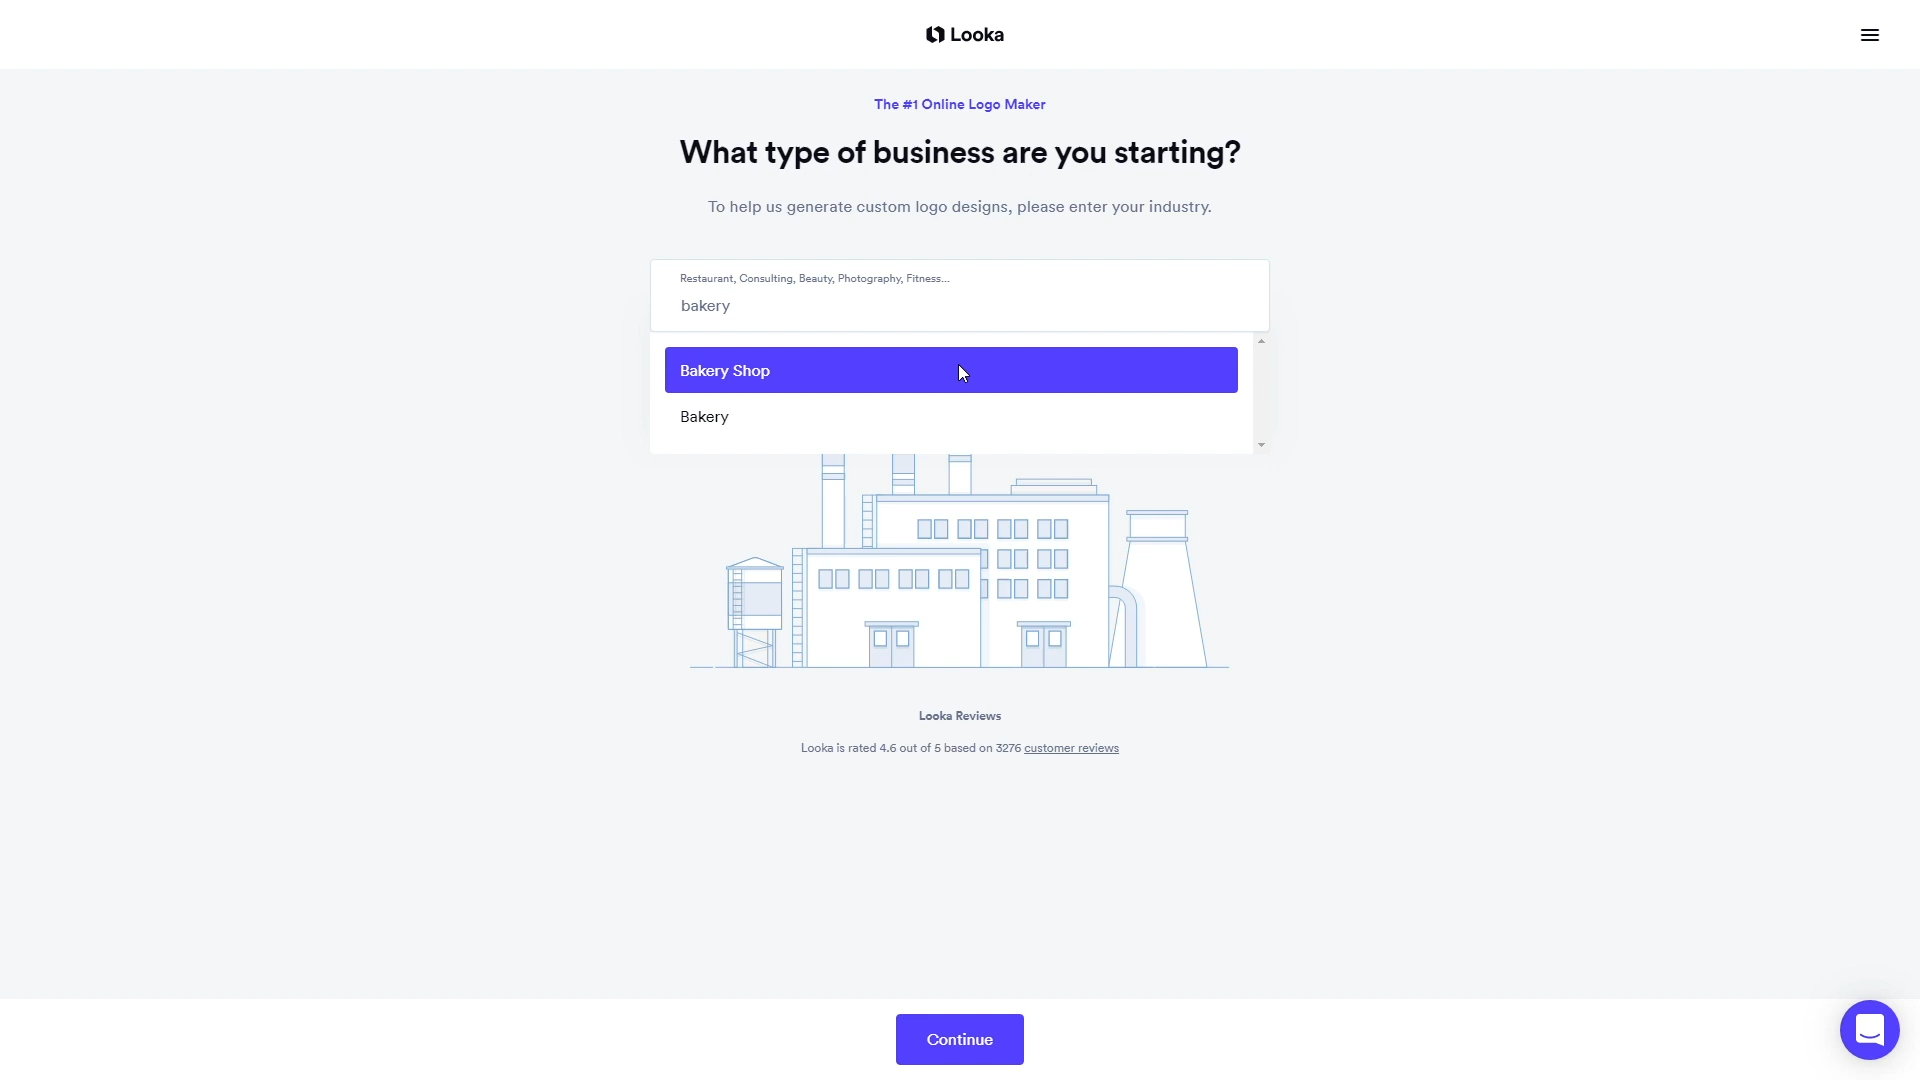 Looka
The #1 Online Logo Maker
What type of business are you starting?
To help us generate custom logo designs, please enter your industry.
Restaurant, Consulting, Beauty, Photography, Fitness...
bakery
Bakery Shop
Bakery
Looka Reviews
Looka is rated 4.6 out of 5 based on 3276 customer reviews
Continue